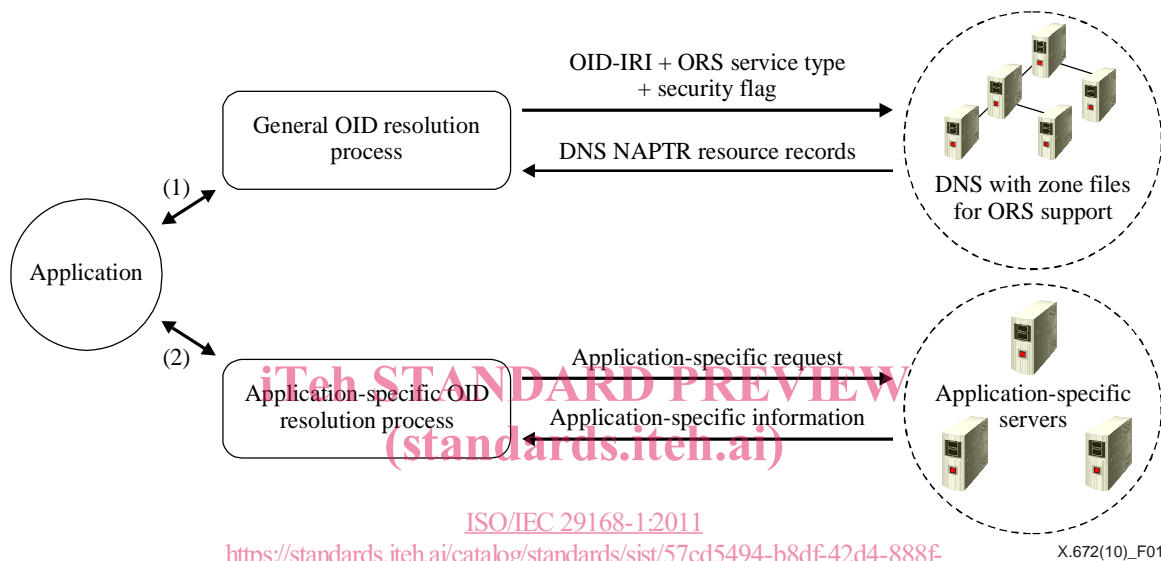 OID-IRI + ORS service type
+ security flag
General OID resolution
process
DNS NAPTR resource records
DNS with zone files
for ORS support
(1)
Application
(2)
Application-specific request
iTeh STANDARD PREVIEW
Application-specific OID
resolution process
Application-specific information
(standards.iteh.ai)
Application-specific
servers
ISO/IEC 29168-1:2011
https://standards.iteh.ai/catalog/standards/sist/57cd5494-b8df-42d4-888f-
X.672(10)_F01